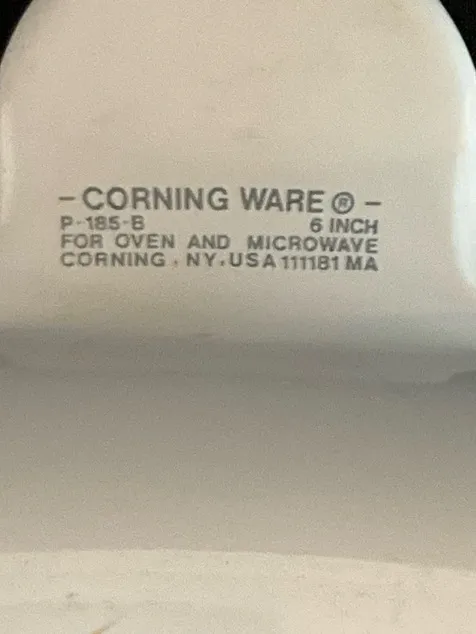 - CORNING WARE ® -
P-185-B 6 INCH
FOR OVEN AND MICROWAVE
CORNING, NY, USA 111181 MA